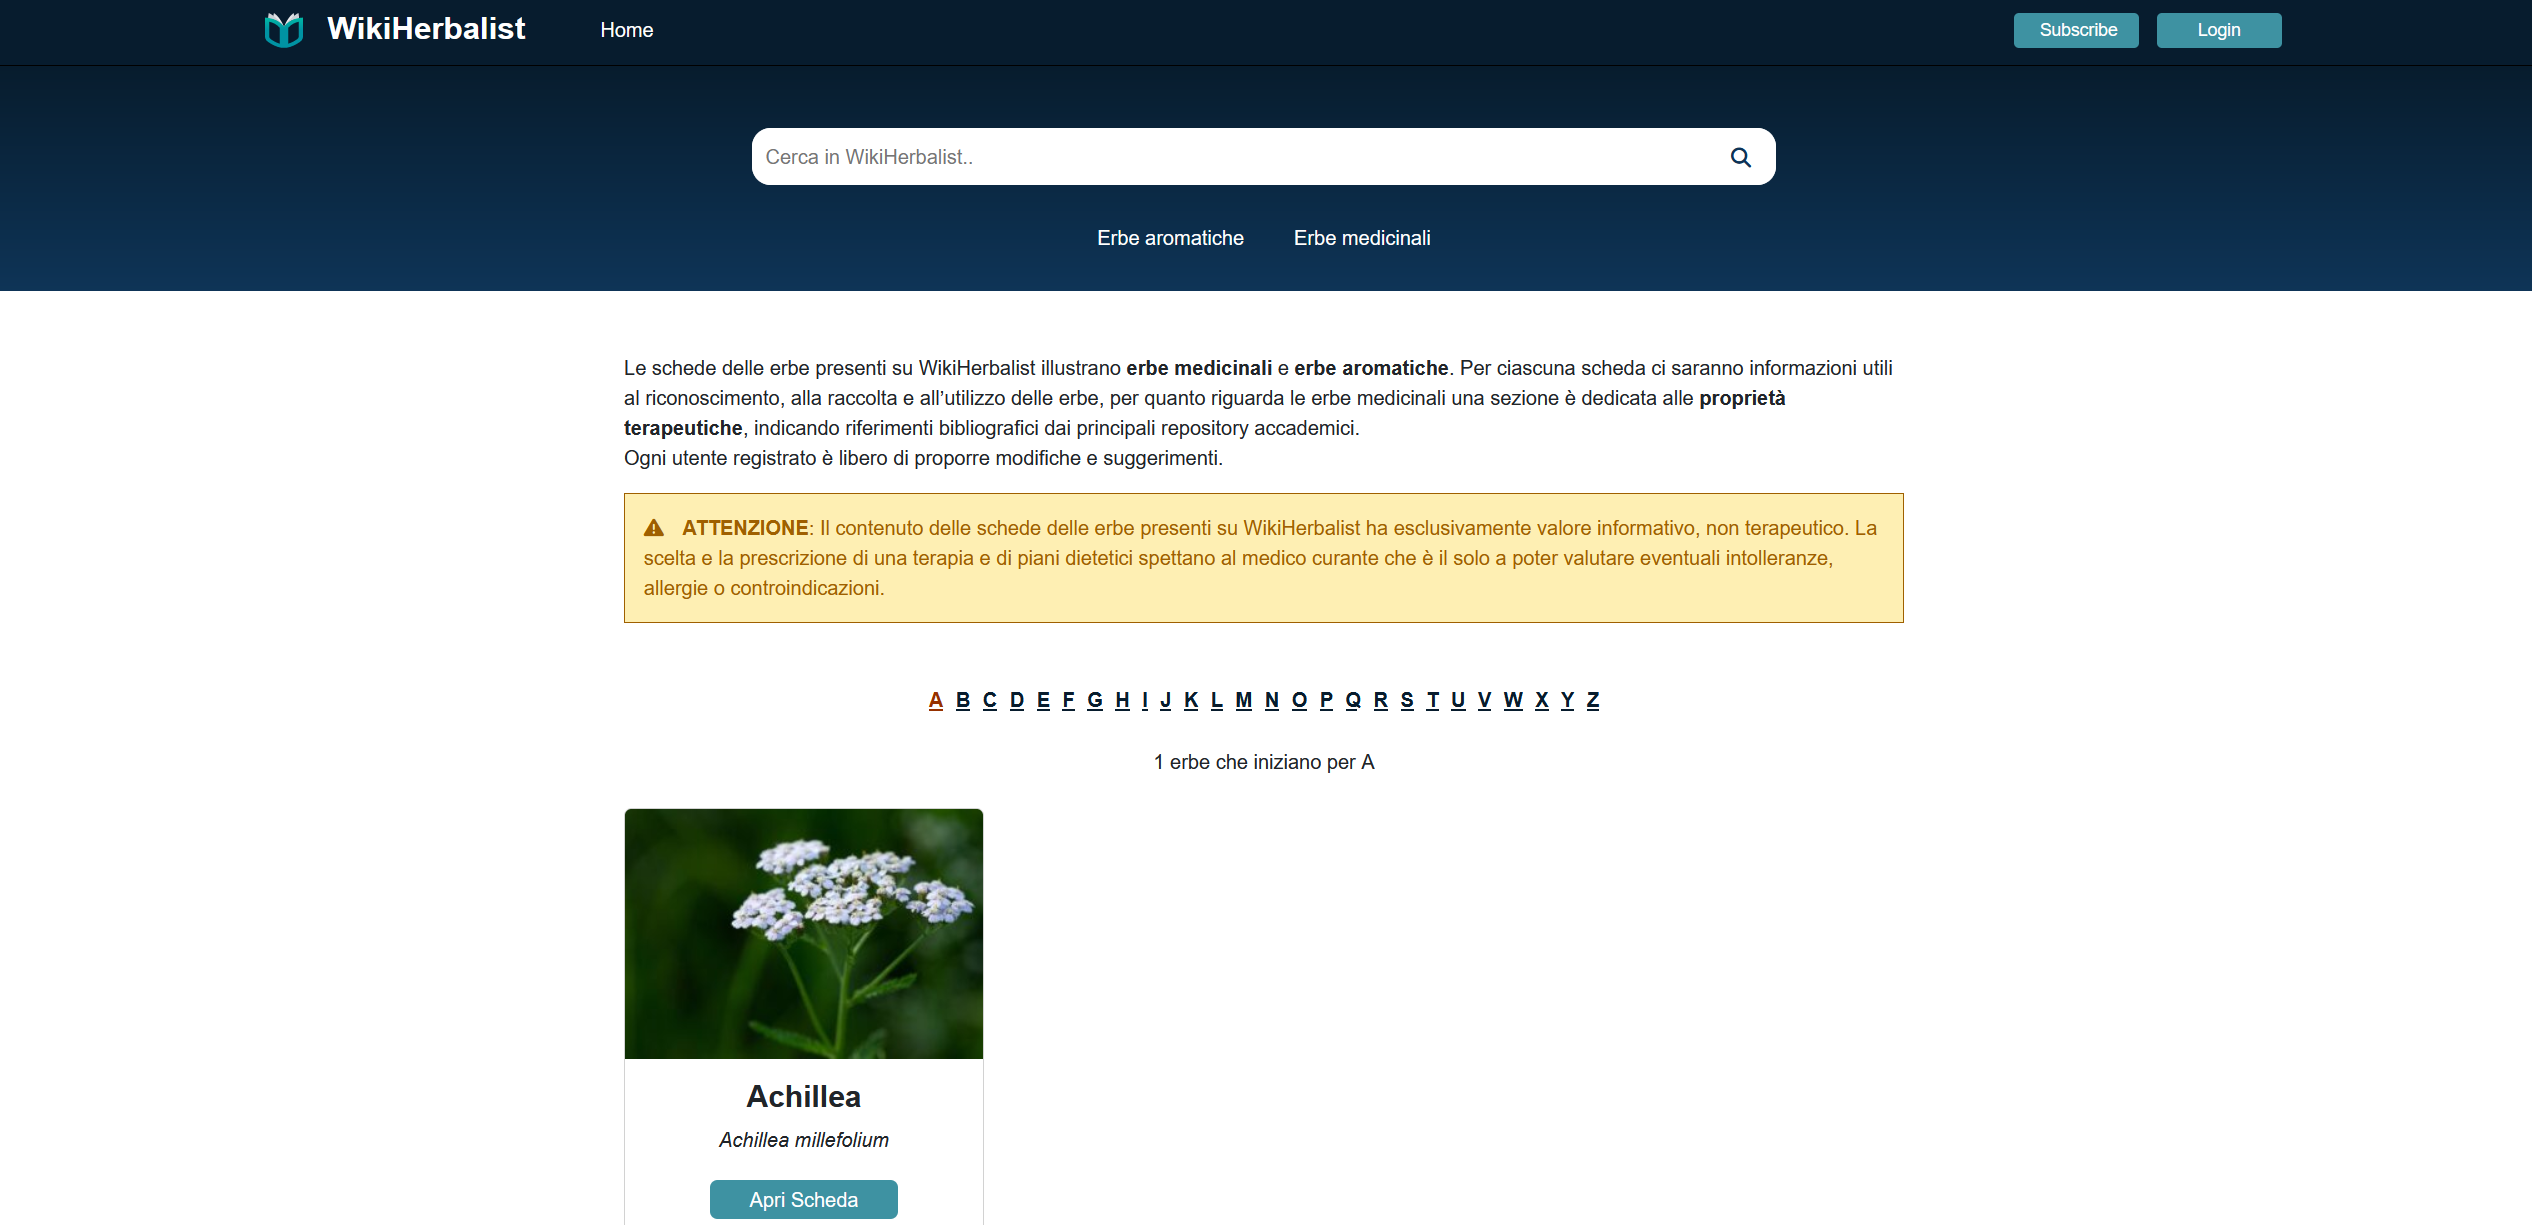 WikiHerbalist
Home
Subscribe
Login
Cerca in WikiHerbalist..
Erbe aromatiche
Erbe medicinali
Le schede delle erbe presenti su WikiHerbalist illustrano erbe medicinali e erbe aromatiche. Per ciascuna scheda ci saranno informazioni utili
al riconoscimento, alla raccolta e all’utilizzo delle erbe, per quanto riguarda le erbe medicinali una sezione è dedicata alle proprietà
terapeutiche, indicando riferimenti bibliografici dai principali repository accademici.
Ogni utente registrato è libero di proporre modifiche e suggerimenti.
ATTENZIONE: Il contenuto delle schede delle erbe presenti su WikiHerbalist ha esclusivamente valore informativo, non terapeutico. La
scelta e la prescrizione di una terapia e di piani dietetici spettano al medico curante che è il solo a poter valutare eventuali intolleranze,
allergie o controindicazioni.
A B C D E F G H I J K L M N O P Q R S T U V W X Y Z
1 erbe che iniziano per A
Achillea
Achillea millefolium
Apri Scheda